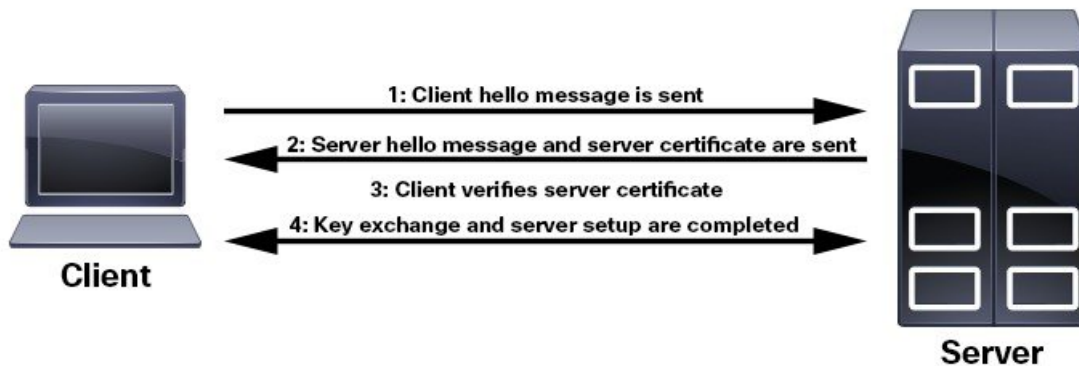 1: Client hello message is sent
2: Server hello message and server certificate are sent
3: Client verifies server certificate
4: Key exchange and server setup are completed
Client
Server